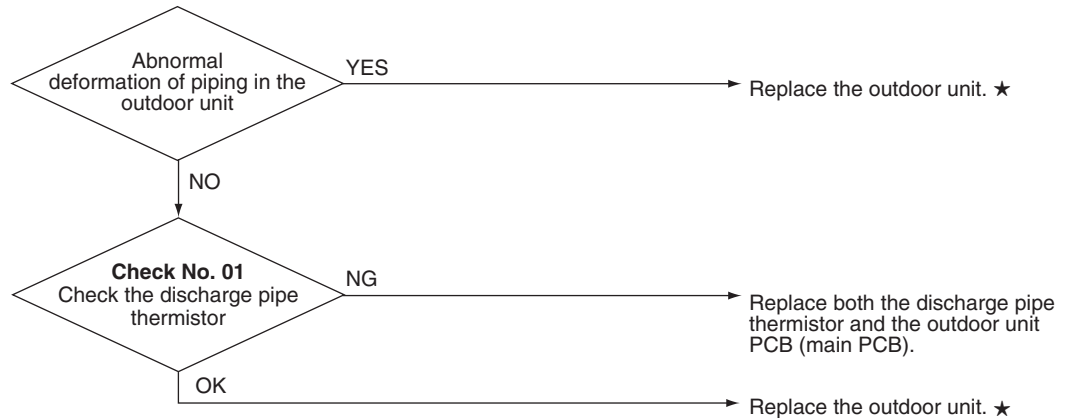 Abnormal
deformation of piping in the
outdoor unit
YES
Replace the outdoor unit. ★
NO
Check No. 01
Check the discharge pipe
thermistor
NG
Replace both the discharge pipe
thermistor and the outdoor unit
PCB (main PCB).
OK
Replace the outdoor unit. ★